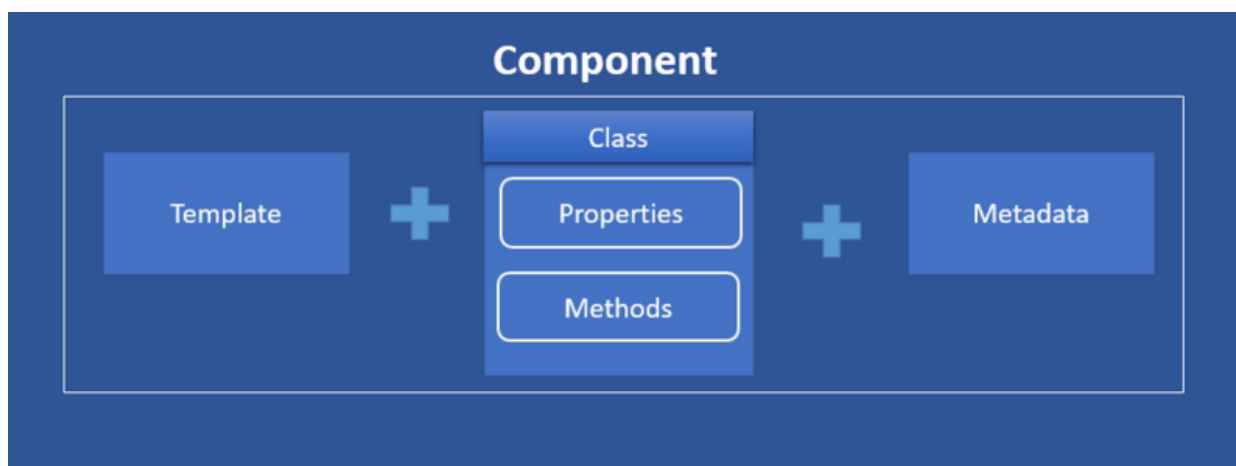 Component
Class
Template
Properties
Metadata
Methods